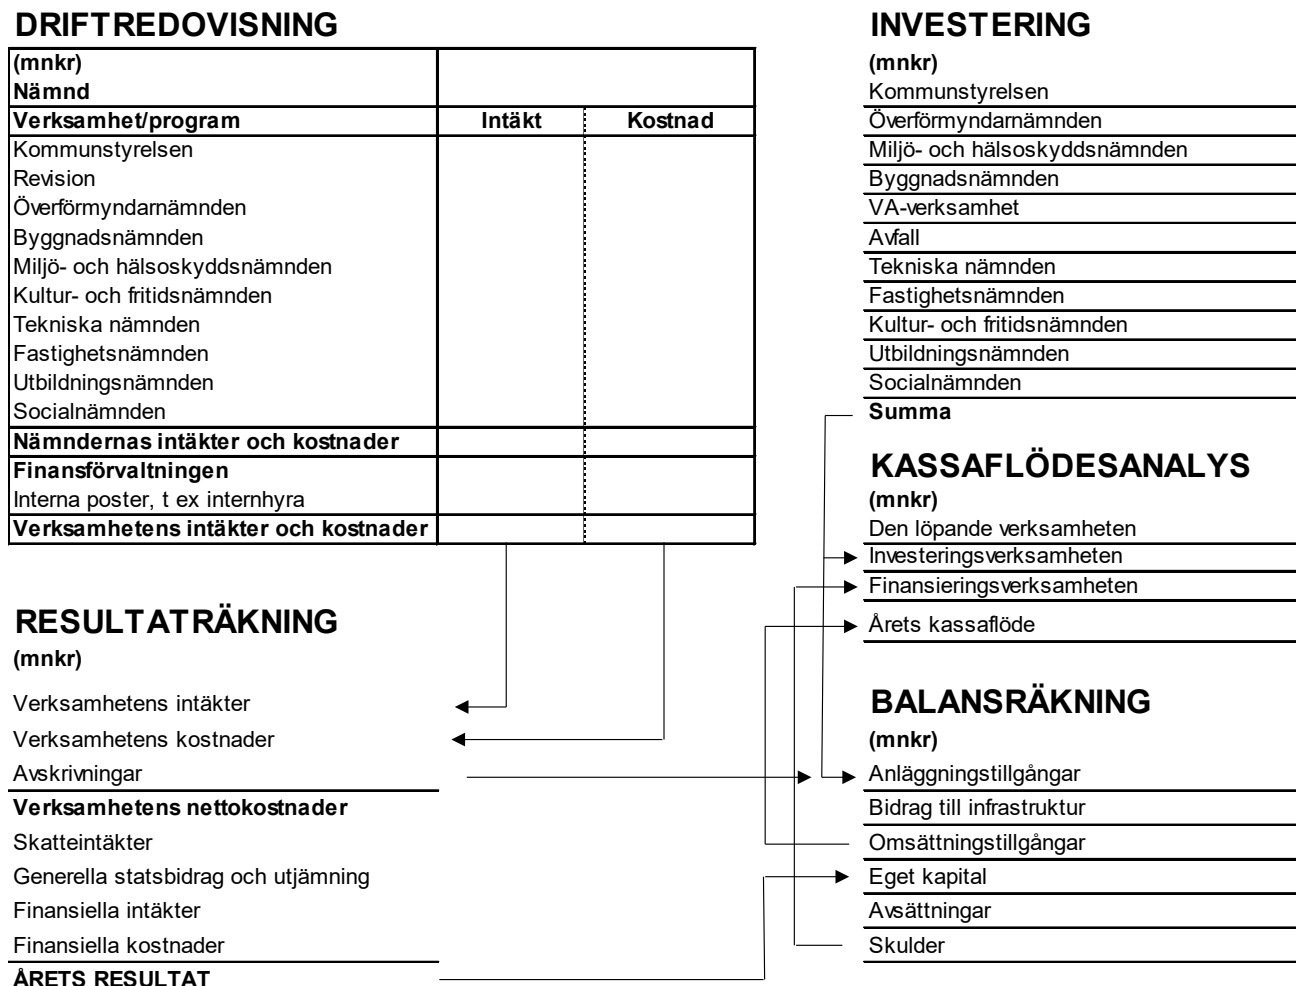 DRIFTREDOVISNING
(mnkr)
Nämnd
Verksamhet/program Intäkt Kostnad
Kommunstyrelsen
Revision
Överförmyndarnämnden
Byggnadsnämnden
Miljö- och hälsoskyddsnämnden
Kultur- och fritidsnämnden
Tekniska nämnden
Fastighetsnämnden
Utbildningsnämnden
Socialnämnden
Nämndernas intäkter och kostnader
Finansförvaltningen
Interna poster, t ex internhyra
Verksamhetens intäkter och kostnader
RESULTATRÄKNING
(mnkr)
Verksamhetens intäkter
Verksamhetens kostnader
Avskrivningar
Verksamhetens nettokostnader
Skatteintäkter
Generella statsbidrag och utjämning
Finansiella intäkter
Finansiella kostnader
ÅRETS RESULTAT
INVESTERING
(mnkr)
Kommunstyrelsen
Överförmyndarnämnden
Miljö- och hälsoskyddsnämnden
Byggnadsnämnden
VA-verksamhet
Avfall
Tekniska nämnden
Fastighetsnämnden
Kultur- och fritidsnämnden
Utbildningsnämnden
Socialnämnden
Summa
KASSAFLÖDESANALYS
(mnkr)
Den löpande verksamheten
Investeringsverksamheten
Finansieringsverksamheten
Årets kassaflöde
BALANSRÄKNING
(mnkr)
Anläggningstillgångar
Bidrag till infrastruktur
Omsättningstillgångar
Eget kapital
Avsättningar
Skulder